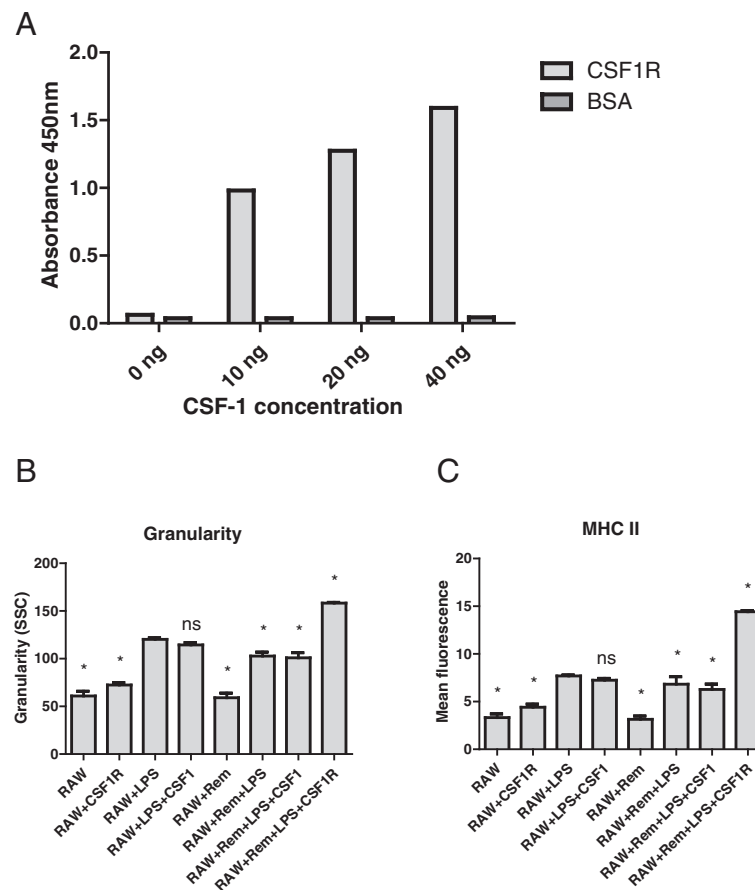 A
Absorbance 450nm
2.0
1.5
1.0
0.5
0.0
0 ng
10 ng
20 ng
40 ng
CSF-1 concentration
CSF1R
BSA
B
Granularity
Granularity (SSC)
200
150
100
50
0
*
*
ns
*
*
*
*
RAW
RAW+CSF1R
RAW+LPS
RAW+LPS+CSF1
RAW+Rem
RAW+Rem+LPS
RAW+Rem+LPS+CSF1
RAW+Rem+LPS+CSF1R
C
MHC II
Mean fluorescence
20
15
10
5
0
*
*
ns
*
*
*
*
RAW
RAW+CSF1R
RAW+LPS
RAW+LPS+CSF1
RAW+Rem
RAW+Rem+LPS
RAW+Rem+LPS+CSF1
RAW+Rem+LPS+CSF1R